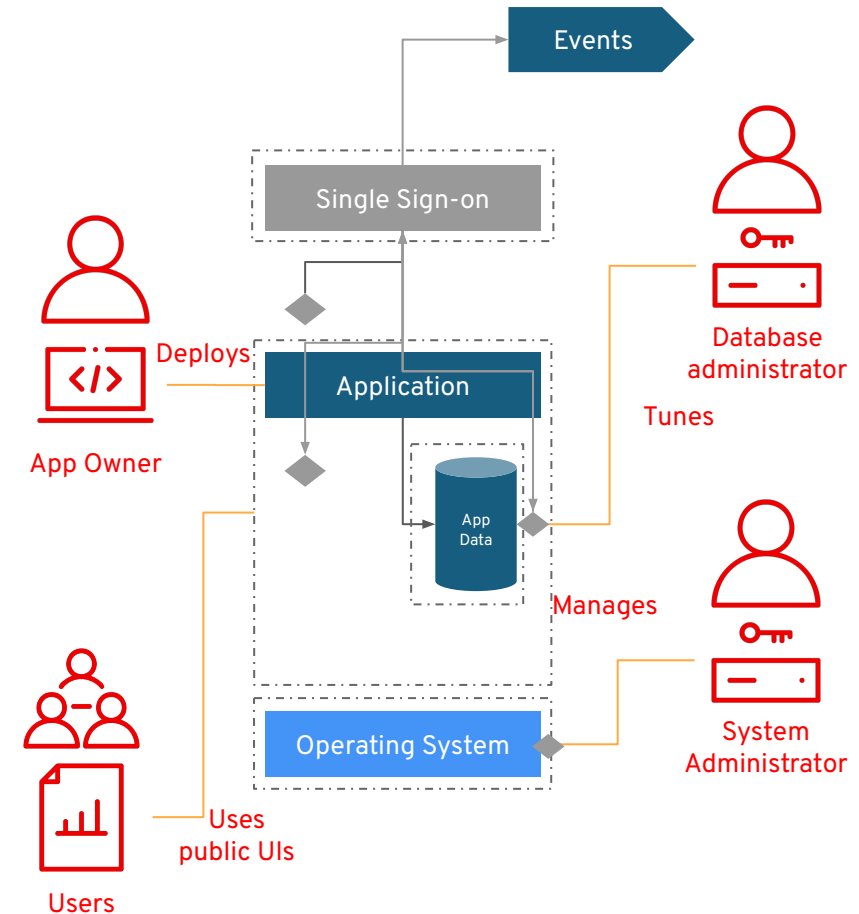 Events
Single Sign-on
Deploys
Application
App Owner
Database
administrator
Tunes
App
Data
Manages
Operating System
System
Administrator
Uses
public UIs
Users